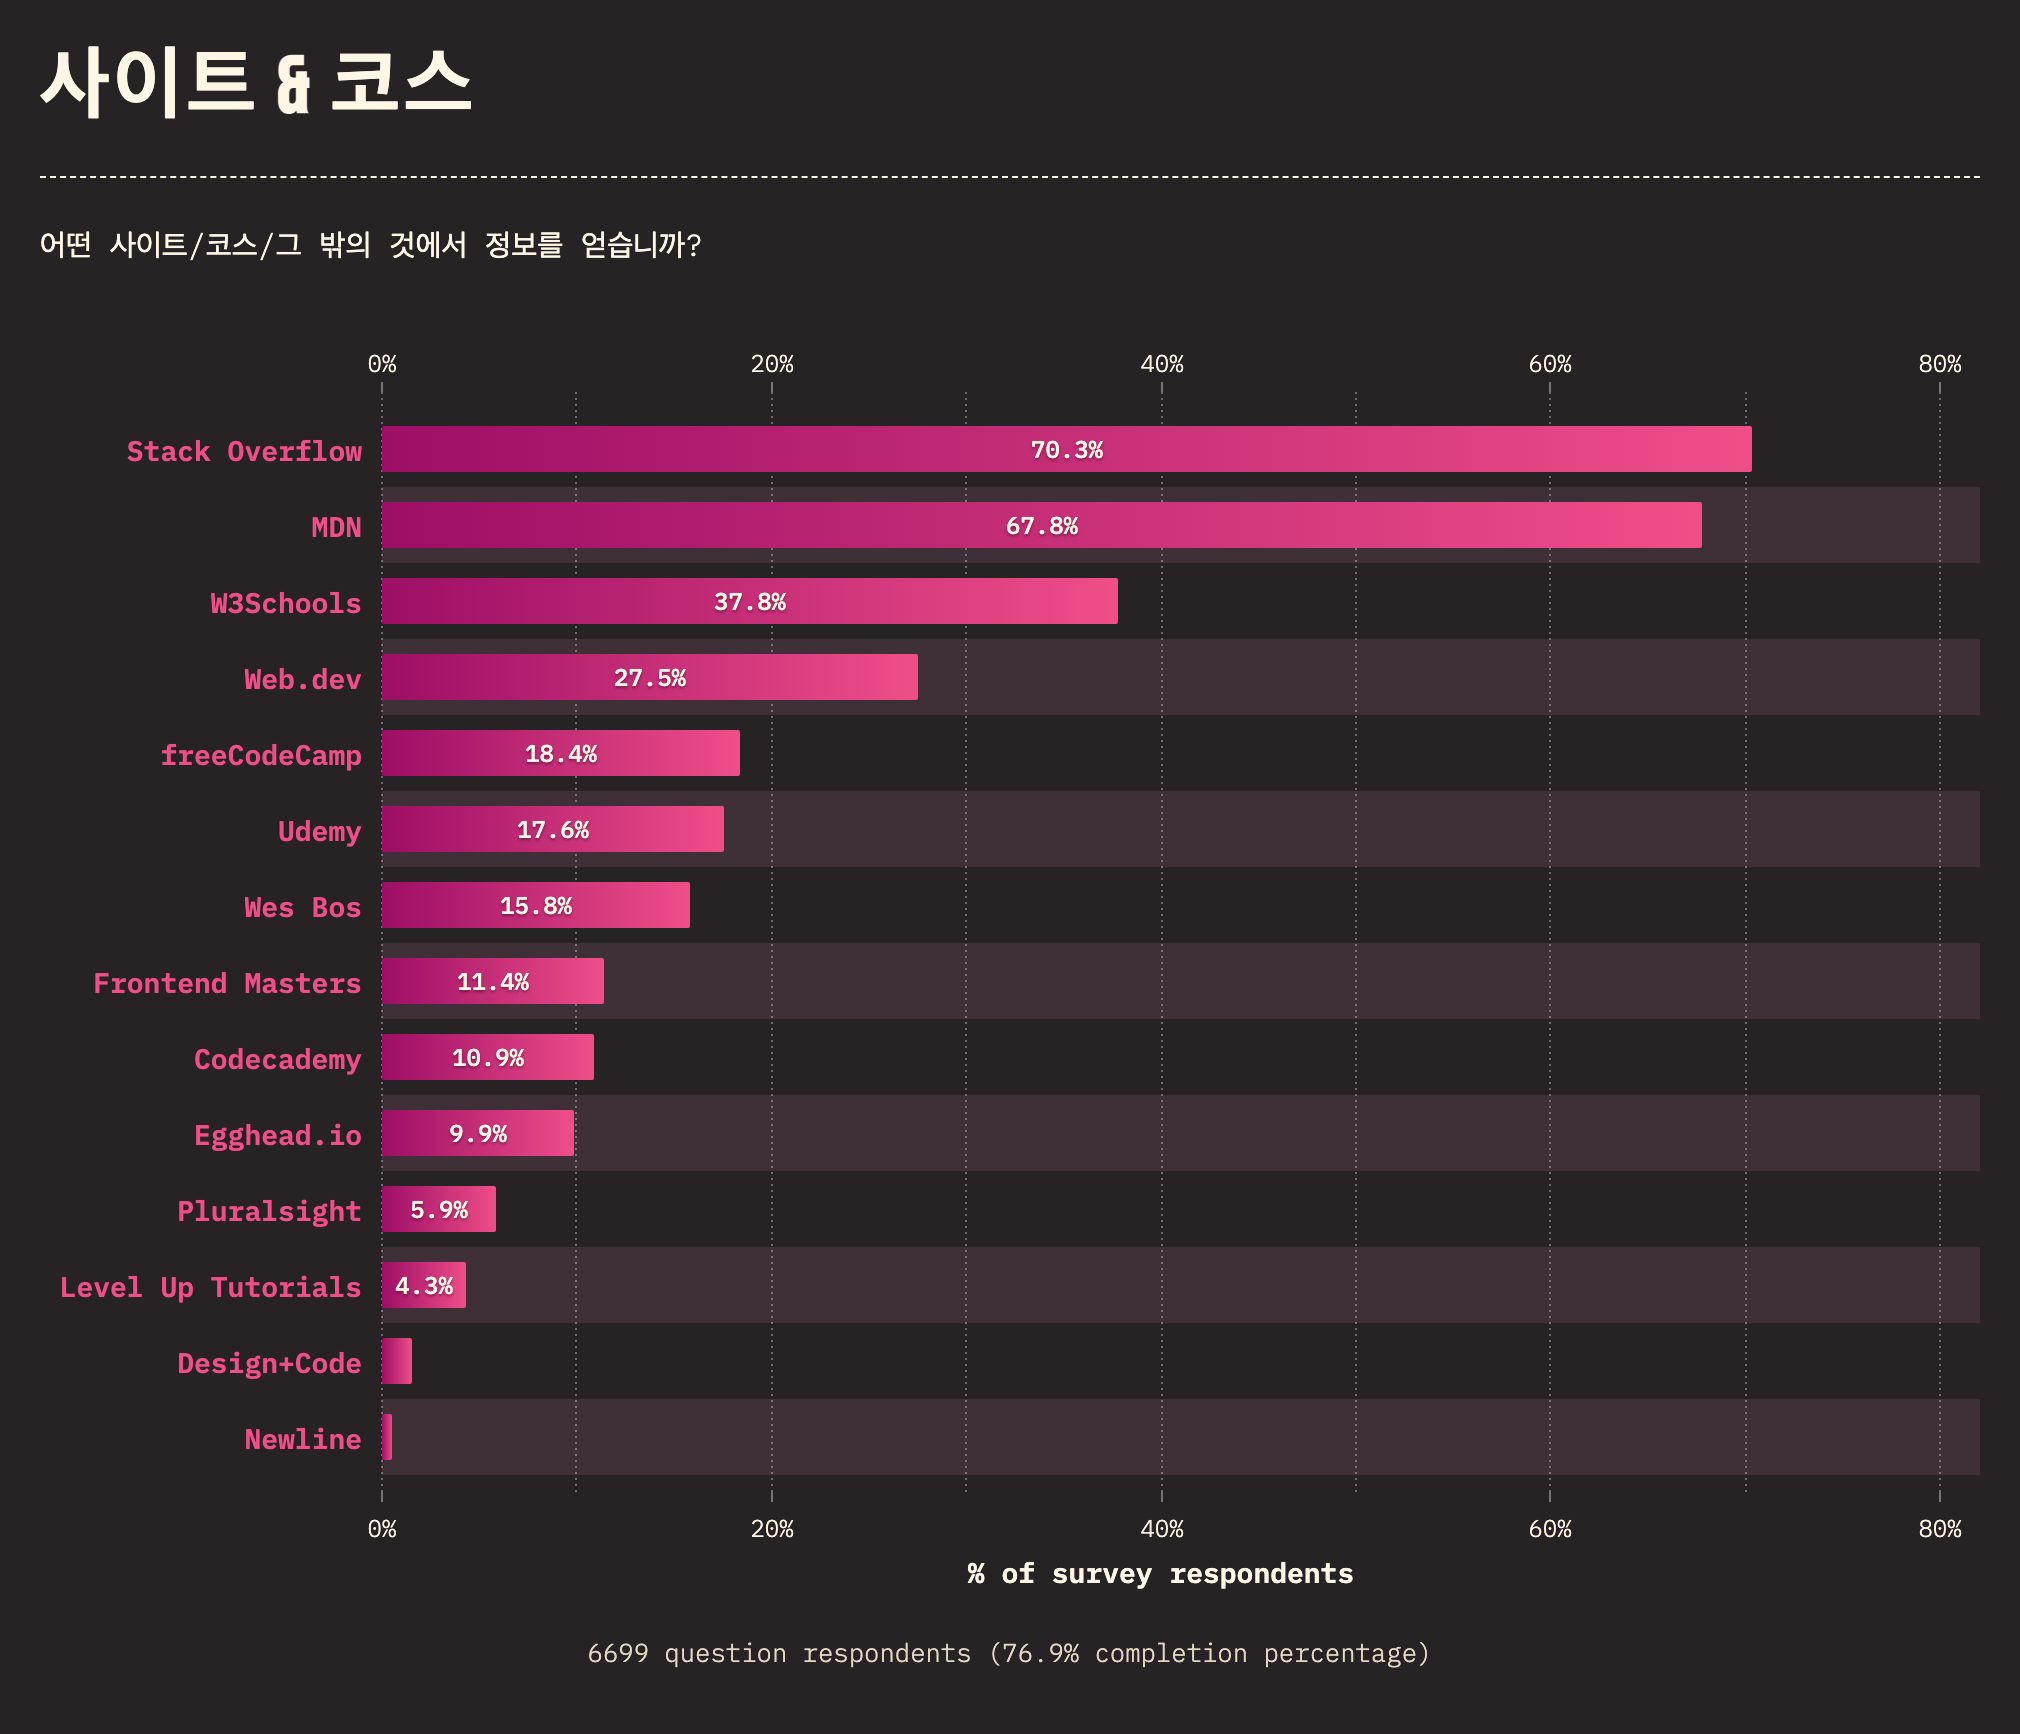 사이트 & 코스
어떤 사이트/코스/그 밖의 것에서 정보를 얻습니까?
0% 20% 40% 60% 80%
Stack Overflow 70.3%
MDN 67.8%
W3Schools 37.8%
Web.dev 27.5%
freeCodeCamp 18.4%
Udemy 17.6%
Wes Bos 15.8%
Frontend Masters 11.4%
Codecademy 10.9%
Egghead.io 9.9%
Pluralsight 5.9%
Level Up Tutorials 4.3%
Design+Code
Newline
0% 20% 40% 60% 80%
% of survey respondents
6699 question respondents (76.9% completion percentage)